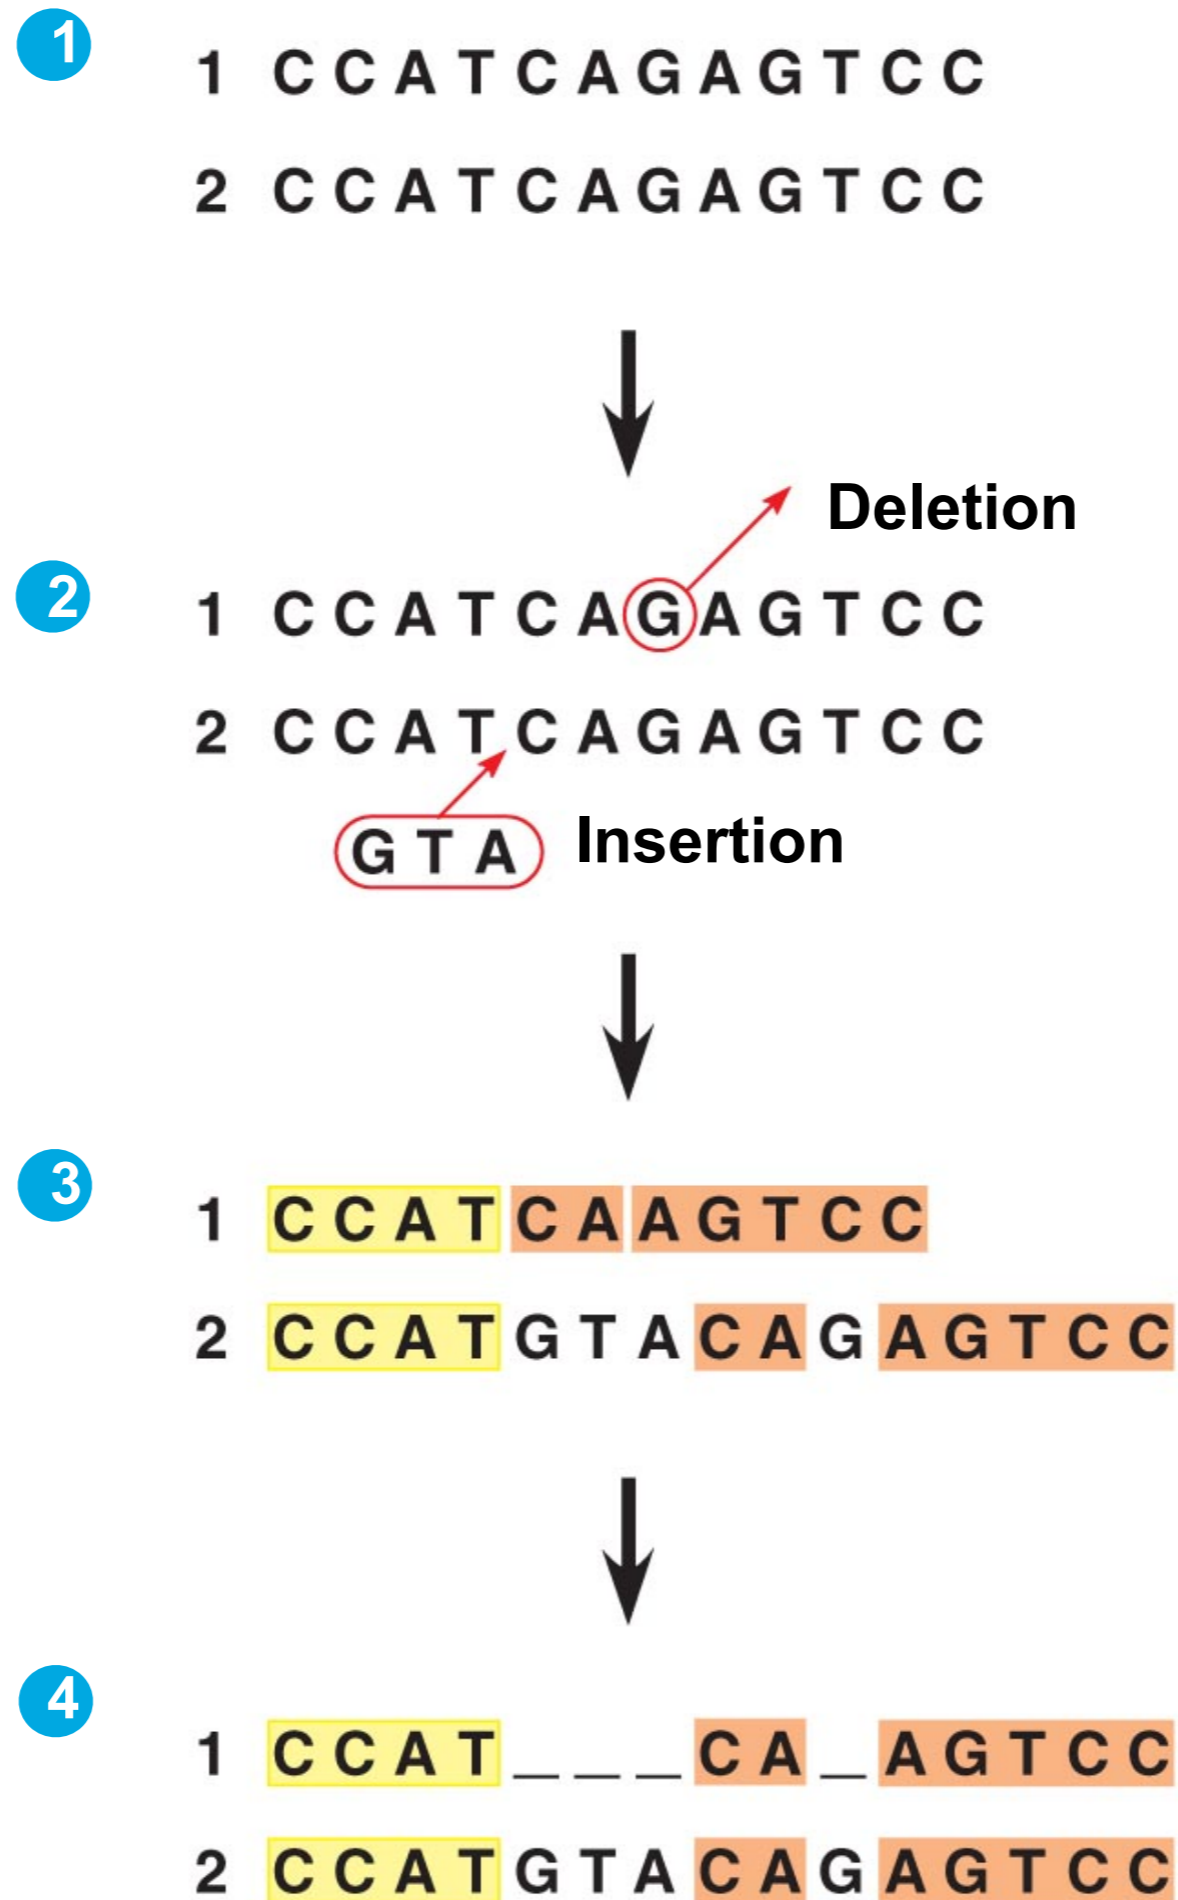 1
1 C C A T C A G A G T C C
2 C C A T C A G A G T C C
Deletion
2
1 C C A T C A G A G T C C
2 C C A T C A G A G T C C
G T A Insertion
3
1 C C A T C A A G T C C
2 C C A T G T A C A G A G T C C
4
1 C C A T _ _ _ C A _ A G T C C
2 C C A T G T A C A G A G T C C